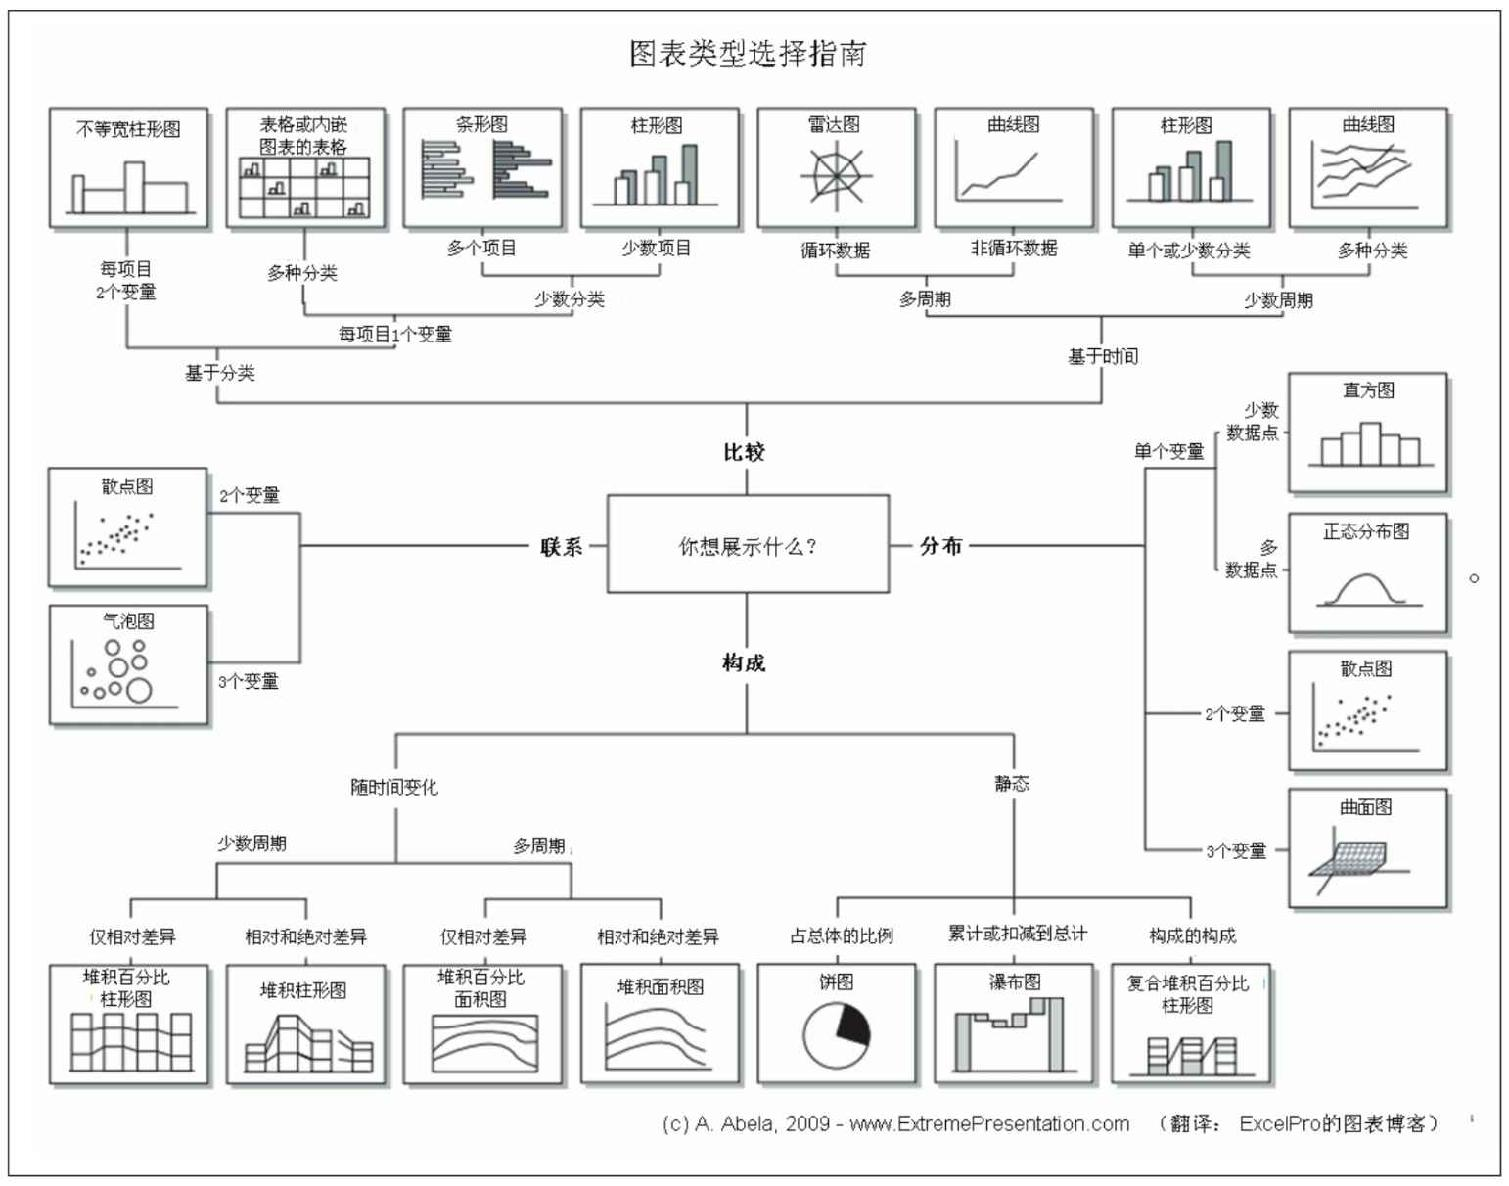 图表类型选择指南
不等宽柱形图
表格或内嵌
图表的表格
条形图
柱形图
雷达图
曲线图
柱形图
曲线图
每项目
2个变量
多种分类
多个项目
少数项目
循环数据
非循环数据
单个或少数分类
多种分类
少数分类
多周期
少数周期
每项目1个变量
基于分类
基于时间
比较
你想展示什么?
联系
2个变量
散点图
气泡图
3个变量
分布
单个变量
少数
数据点
直方图
多
数据点
正态分布图
2个变量
散点图
3个变量
曲面图
构成
随时间变化
静态
少数周期
多周期
仅相对差异
相对和绝对差异
仅相对差异
相对和绝对差异
占总体的比例
累计或扣减到总计
构成的构成
堆积百分比
柱形图
堆积柱形图
堆积百分比
面积图
堆积面积图
饼图
瀑布图
复合堆积百分比
柱形图
(c) A. Abela, 2009 - www.ExtremePresentation.com （翻译： ExcelPro的图表博客）